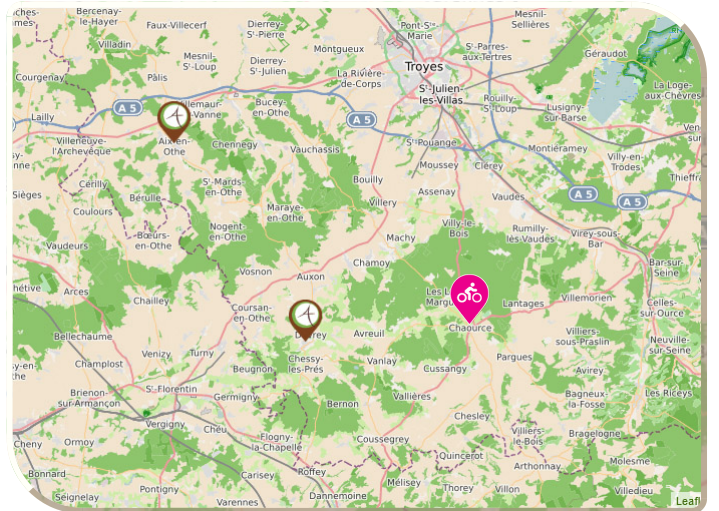 Bercenay-
le-Hayer
Faux-Villecerf
Dierrey-
St-Pierre
Pont-Ste-
Marie
Mesnil-
Sellières
Villadin
Mesnil-
St-Loup
Dierrey-
St-Julien
Montgueux
Troyes
St-Parres-
aux-Tertres
Géraudot
Courgenay
Pâlis
La Rivière-
de-Corps
St-Julien-
les-Villas
La Loge-
aux-Chèvres
Lailly
A 5
Bucey-
en-Othe
A 5
Rouilly-
St-Loup
Lusigny-
sur-Barse
Villeneuve-
l'Archevêque
Aix-en-
Othe
Chennegy
Vauchassis
St-Pouange
Montiéramey
Moussey
Clérey
Villy-en-
Trodes
Cérilly
St-Mards-
en-Othe
Bouilly
Assenay
Thieffr
Sièges
Bérulle
Coulours
Maraye-
en-Othe
Villery
Vaudes
A 5
A 5
Vaudeurs
Bœurs-
en-Othe
Nogent-
en-Othe
Machy
Villy-le-
Bois
Rumilly-
lès-Vaudes
Virey-sous-
Bar
Vosnon
Auxon
Chamoy
Bar-sur-
Seine
Arces
Chailley
Coursan-
en-Othe
Les L
Margu
Lantages
Villemorien
Celles-
sur-Ource
Bellechaume
Avreuil
Chaource
Villiers-
sous-Praslin
Neuville-
sur-Seine
Champlost
Venizy
Turny
Beugnon
Chessy-
les-Prés
Vanlay
Cussangy
Pargues
Avirey
Brienon-
sur-Armançon
St-Florentin
Germigny
Bernon
Vallières
Bagneux-
la-Fosse
Les Riceys
Vergigny
Chéu
Chesley
Cheny
Ormoy
Flogny-
la-Chapelle
Coussegrey
Villiers-
le-Bois
Bragelogne
Bonnard
Carisey
Roffey
Quincerot
Arthonnay
Molesme
Seignelay
Pontigny
Varennes
Dannemoine
Mélisey
Thorey
Villon
Villedieu
Leafl